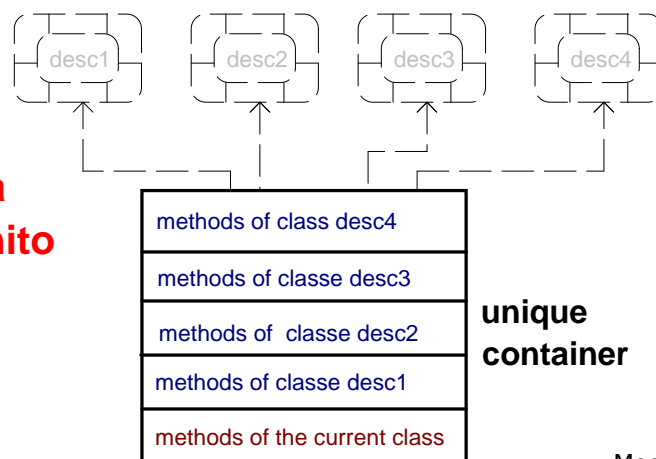 desc1 desc2 desc3 desc4
methods of class desc4
methods of classe desc3
methods of  classe desc2
methods of classe desc1
methods of the current class
unique
container